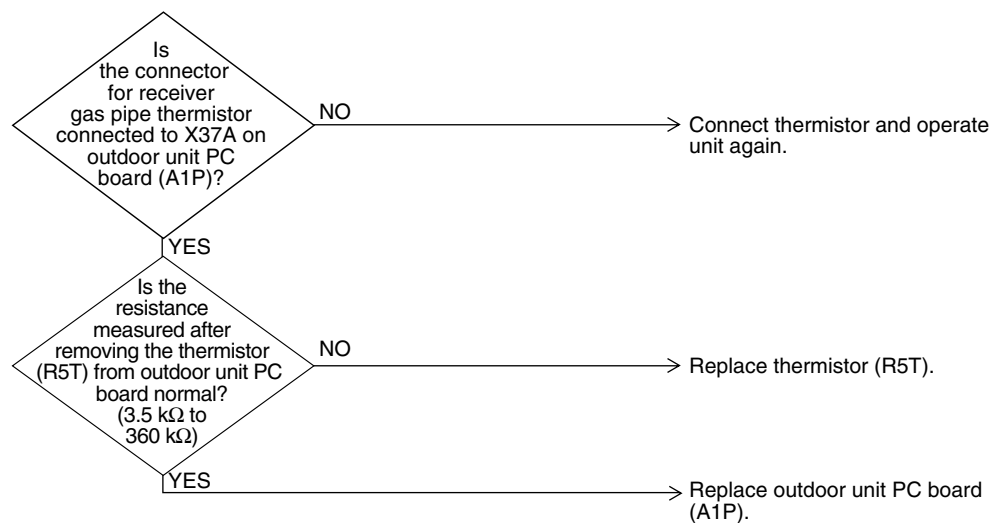 Is
the connector
for receiver
gas pipe thermistor
connected to X37A on
outdoor unit PC
board (A1P)?
NO
Connect thermistor and operate
unit again.
YES
Is the
resistance
measured after
removing the thermistor
(R5T) from outdoor unit PC
board normal?
(3.5 kΩ to
360 kΩ)
NO
Replace thermistor (R5T).
YES
Replace outdoor unit PC board
(A1P).